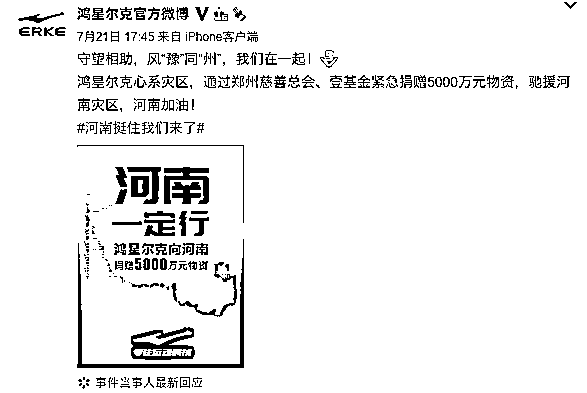 鸿星尔克官方微博
ERKE
7月21日 17:45 来自 iPhone客户端
守望相助，风“豫”同“州”，我们在一起！
鸿星尔克心系灾区，通过郑州慈善总会、壹基金紧急捐赠5000万元物资，驰援河
南灾区，河南加油！
#河南挺住我们来了#
河南
一定行
鸿星尔克向河南
捐赠5000万元物资
事件当事人最新回应